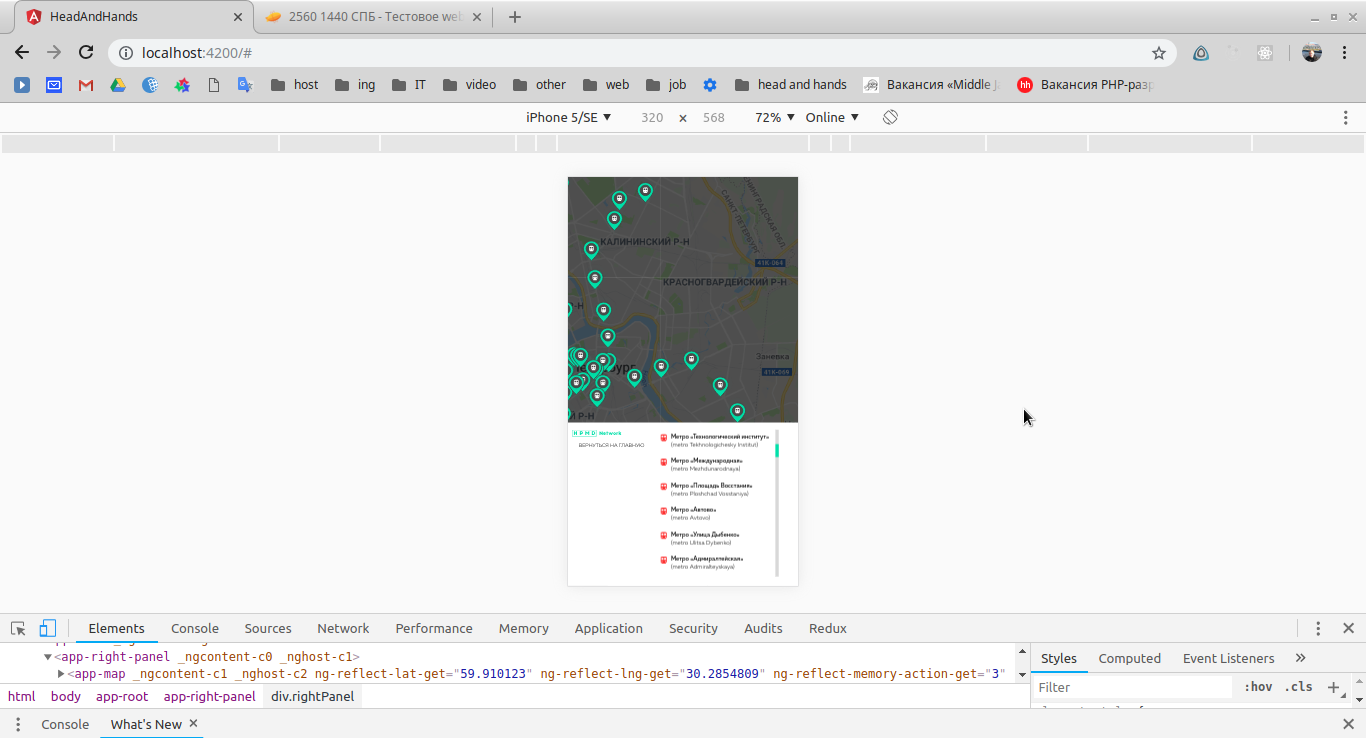 HeadAndHands
2560 1440 СПБ - Тестовое web
localhost:4200/#
host ing IT video other web job head and hands Вакансия «Middle Вакансия PHP-раз
iPhone 5/SE 320 × 568 72% Online
КАЛИНИНСКИЙ Р-Н
САНКТ-ПЕТЕРБУРГ
41К-064
КРАСНОГВАРДЕЙСКИЙ Р-Н
Р-Н
Заневка
41К-669
Й Р-Н
Network
ВЕРНУТЬСЯ НА ГЛАВНУЮ
Метро «Технологический институт»
(metro Tekhnologichesky Institut)
Метро «Международная»
(metro Mezhdunarodnaya)
Метро «Площадь Восстания»
(metro Ploshchad Vosstaniya)
Метро «Автово»
(metro Avtovo)
Метро «Улица Дыбенко»
(metro Ulitsa Dybenko)
Метро «Адмиралтейская»
(metro Admiralteyskaya)
Elements Console Sources Network Performance Memory Application Security Audits Redux
<app-right-panel _ngcontent-c0 _nghost-c1>
<app-map _ngcontent-c1 _nghost-c2 ng-reflect-lat-get="59.910123" ng-reflect-lng-get="30.2854809" ng-reflect-memory-action-get="3"
html body app-root app-right-panel div.rightPanel
Styles Computed Event Listeners »
Filter :hov .cls +
Console What's New ×